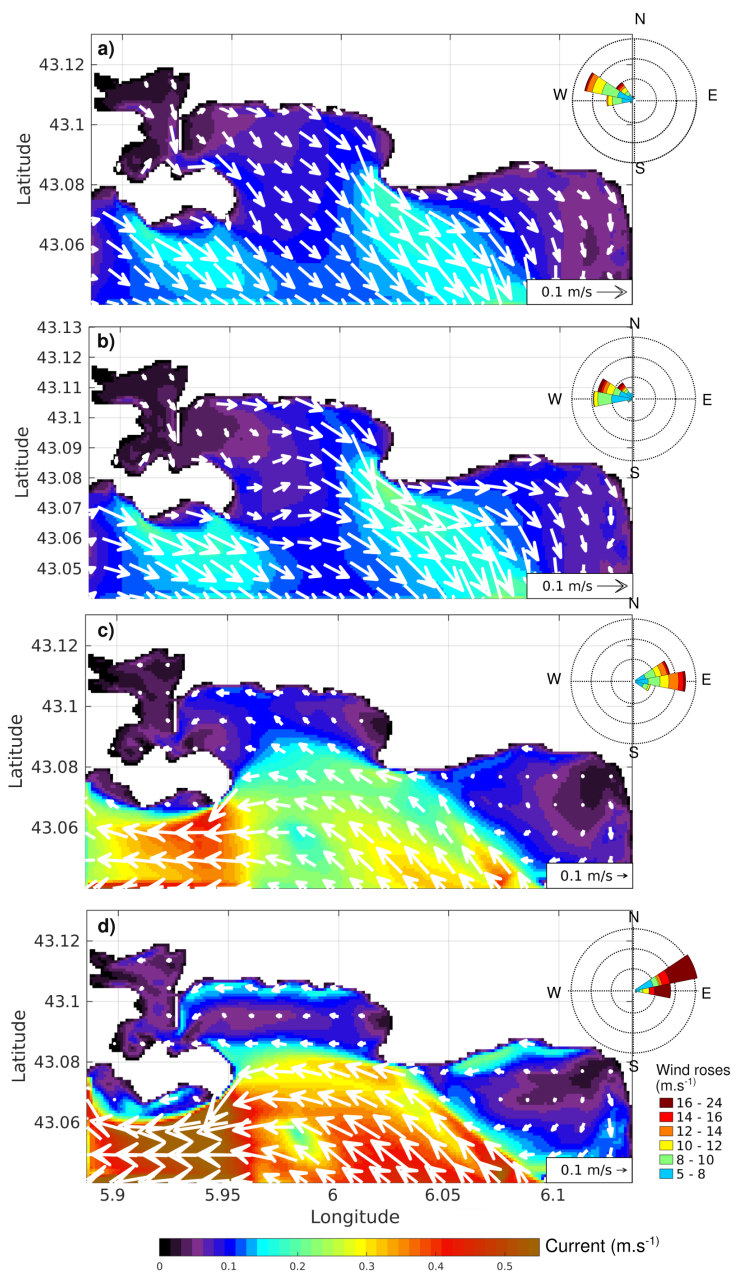 N
a)
43.12
43.1
43.08
43.06
Latitude
W
E
S
0.1 m/s
N
b)
43.13
43.12
43.11
43.1
43.09
43.08
43.07
43.06
43.05
Latitude
W
E
S
0.1 m/s
N
c)
43.12
43.1
43.08
43.06
Latitude
W
E
S
0.1 m/s
N
d)
43.12
43.1
43.08
43.06
Latitude
W
E
S
0.1 m/s
Wind roses
(m.s-1)
16 - 24
14 - 16
12 - 14
10 - 12
8 - 10
5 - 8
5.9 5.95 6 6.05 6.1
Longitude
Current (m.s-1)
0 0.1 0.2 0.3 0.4 0.5